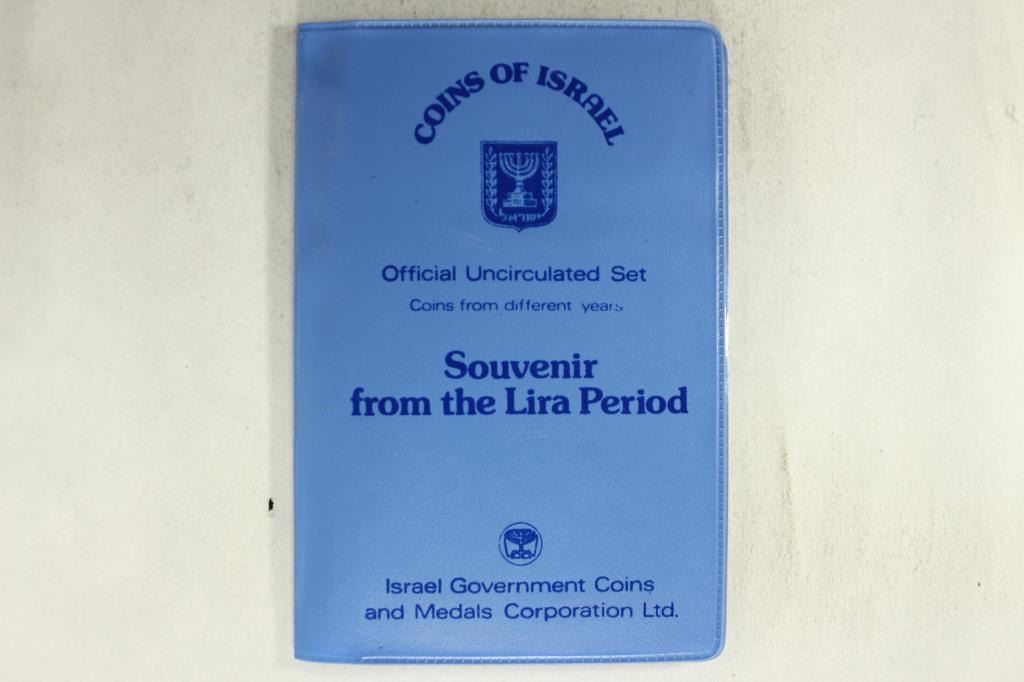 COINS OF ISRAEL
ישראל
Official Uncirculated Set
Coins from different years
Souvenir
from the Lira Period
Israel Government Coins
and Medals Corporation Ltd.